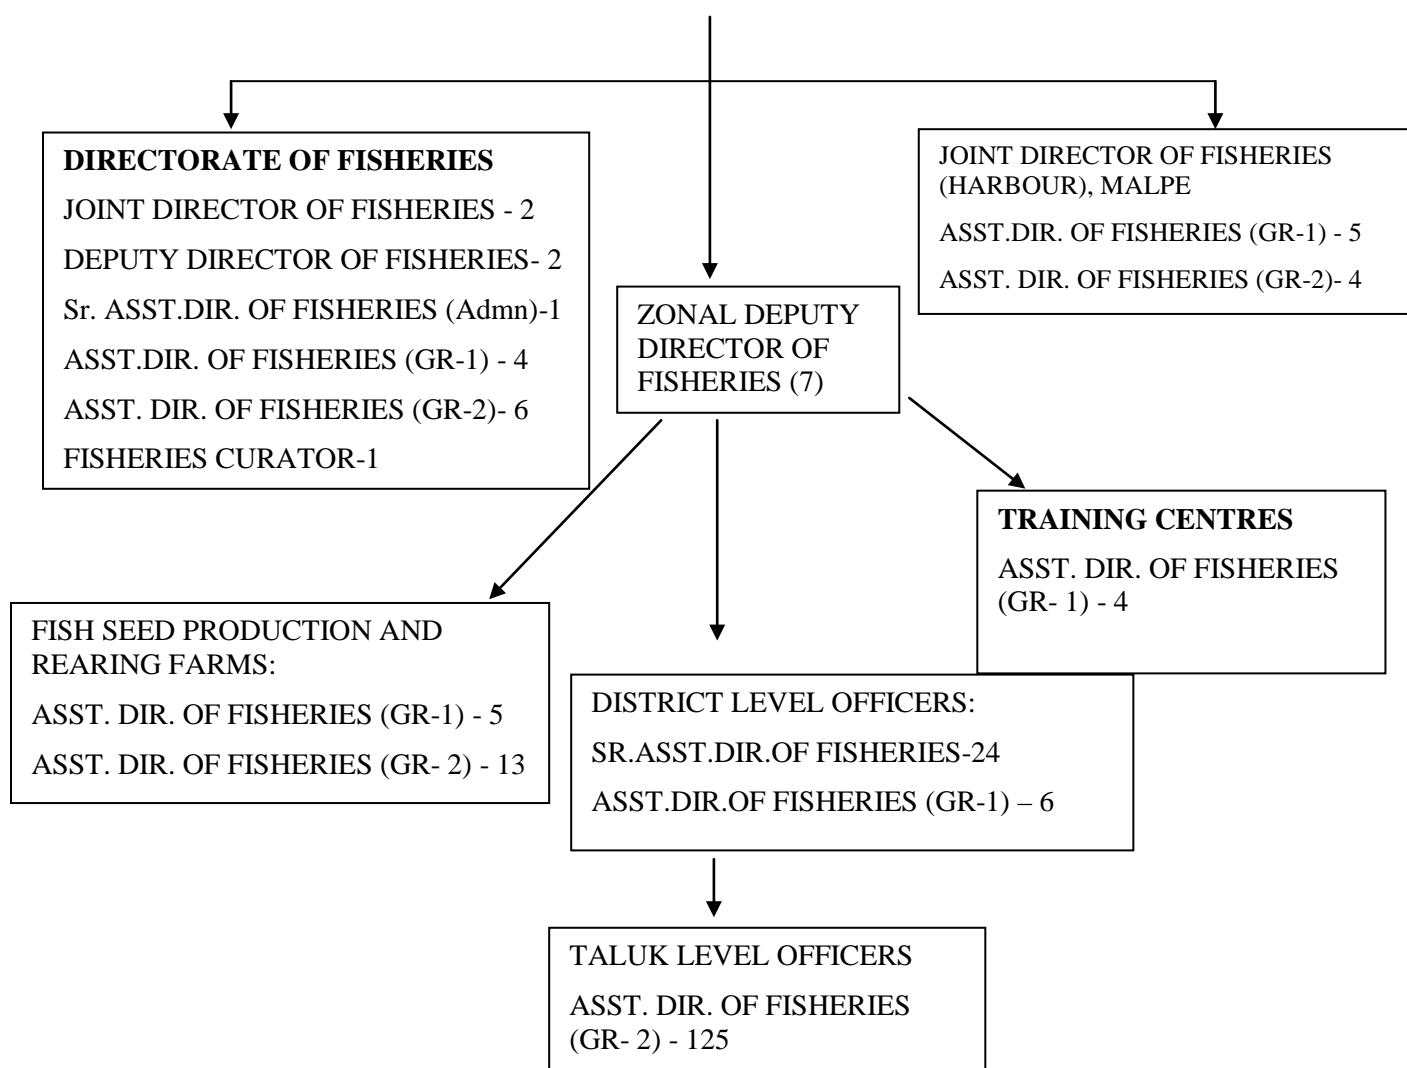 DIRECTORATE OF FISHERIES
JOINT DIRECTOR OF FISHERIES - 2
DEPUTY DIRECTOR OF FISHERIES- 2
Sr. ASST.DIR. OF FISHERIES (Admn)-1
ASST.DIR. OF FISHERIES (GR-1) - 4
ASST. DIR. OF FISHERIES (GR-2)- 6
FISHERIES CURATOR-1
JOINT DIRECTOR OF FISHERIES
(HARBOUR), MALPE
ASST.DIR. OF FISHERIES (GR-1) - 5
ASST. DIR. OF FISHERIES (GR-2)- 4
ZONAL DEPUTY
DIRECTOR OF
FISHERIES (7)
TRAINING CENTRES
ASST. DIR. OF FISHERIES
(GR- 1) - 4
FISH SEED PRODUCTION AND
REARING FARMS:
ASST. DIR. OF FISHERIES (GR-1) - 5
ASST. DIR. OF FISHERIES (GR- 2) - 13
DISTRICT LEVEL OFFICERS:
SR.ASST.DIR.OF FISHERIES-24
ASST.DIR.OF FISHERIES (GR-1) – 6
TALUK LEVEL OFFICERS
ASST. DIR. OF FISHERIES
(GR- 2) - 125